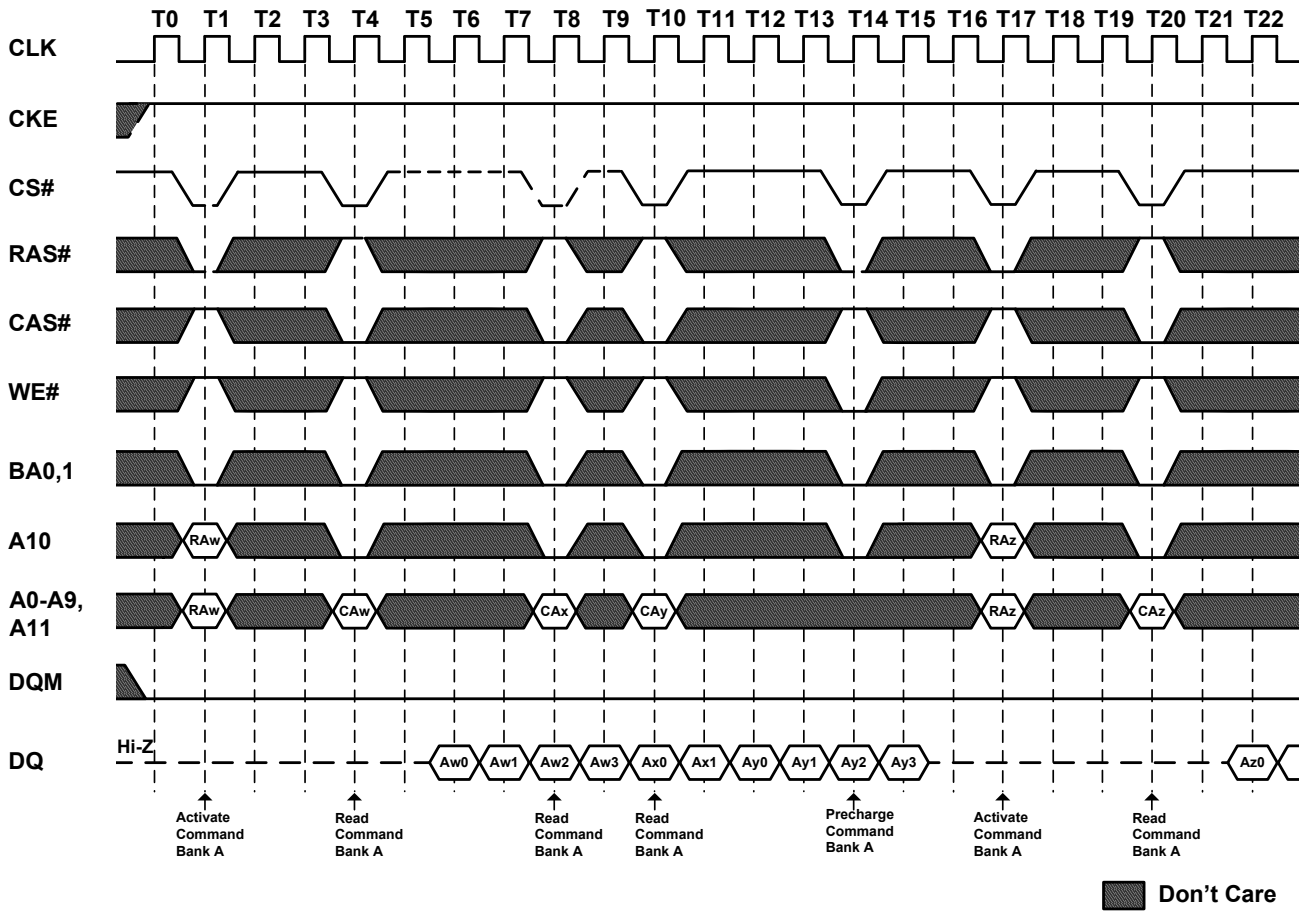 T0 T1 T2 T3 T4 T5 T6 T7 T8 T9 T10 T11 T12 T13 T14 T15 T16 T17 T18 T19 T20 T21 T22
CLK
CKE
CS#
RAS#
CAS#
WE#
BA0,1
A10
RAw
RAz
A0-A9,
A11
RAw
CAw
CAx
CAy
RAz
CAz
DQM
DQ
Hi-Z
Aw0 Aw1 Aw2 Aw3 Ax0 Ax1 Ay0 Ay1 Ay2 Ay3 Az0
Activate
Command
Bank A
Read
Command
Bank A
Read
Command
Bank A
Read
Command
Bank A
Precharge
Command
Bank A
Activate
Command
Bank A
Read
Command
Bank A
Don't Care